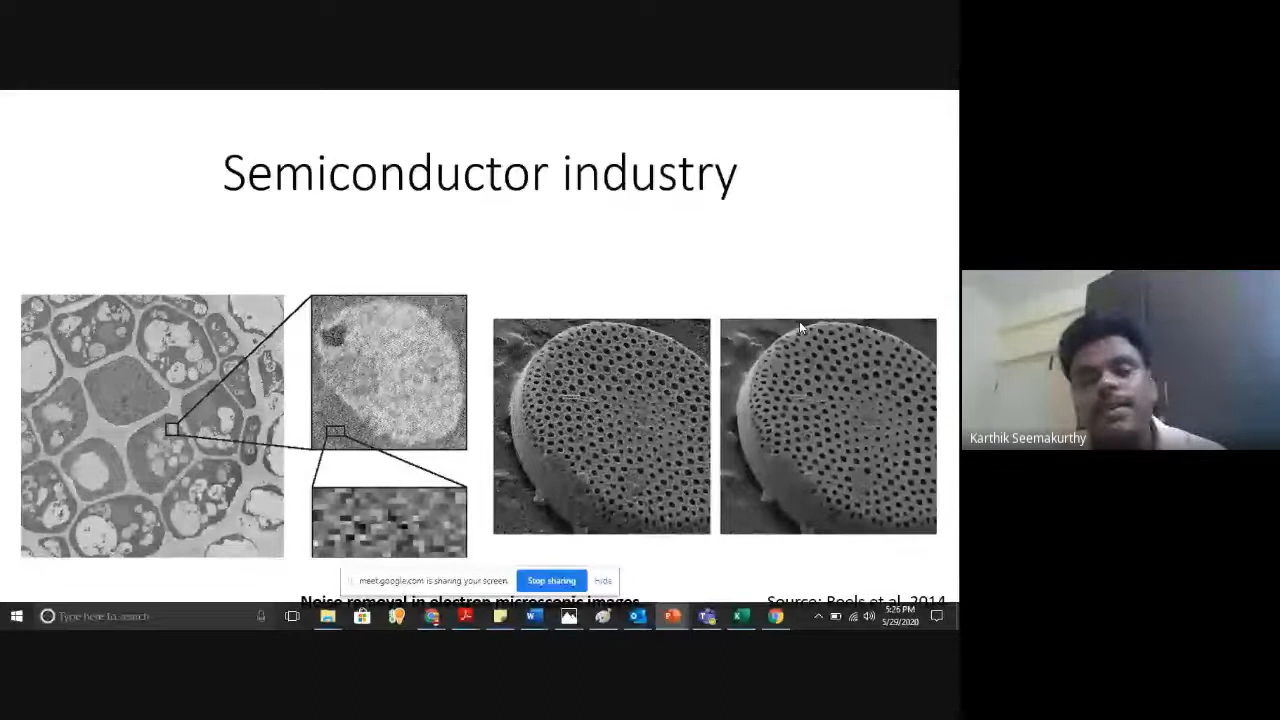 Semiconductor industry
Karthik Seemakurthy
meet.google.com is sharing your screen.
Stop sharing
Hide
Noise removal in electron microscopic images
Source: Roels et al, 2014
Type here to search
5:26 PM
5/29/2020